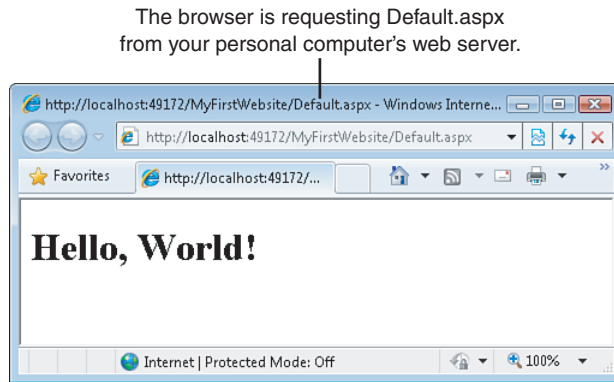 The browser is requesting Default.aspx
from your personal computer's web server.
http://localhost:49172/MyFirstWebsite/Default.aspx - Windows Interne...
http://localhost:49172/MyFirstWebsite/Default.aspx
Favorites
http://localhost:49172/...
»
Hello, World!
Internet | Protected Mode: Off
100%